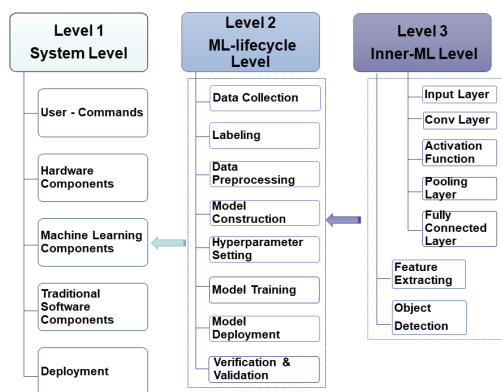 Level 1
System Level
User - Commands
Hardware
Components
Machine Learning
Components
Traditional
Software
Components
Deployment
Level 2
ML-lifecycle
Level
Data Collection
Labeling
Data
Preprocessing
Model
Construction
Hyperparameter
Setting
Model Training
Model
Deployment
Verification &
Validation
Level 3
Inner-ML Level
Input Layer
Conv Layer
Activation
Function
Pooling
Layer
Fully
Connected
Layer
Feature
Extracting
Object
Detection